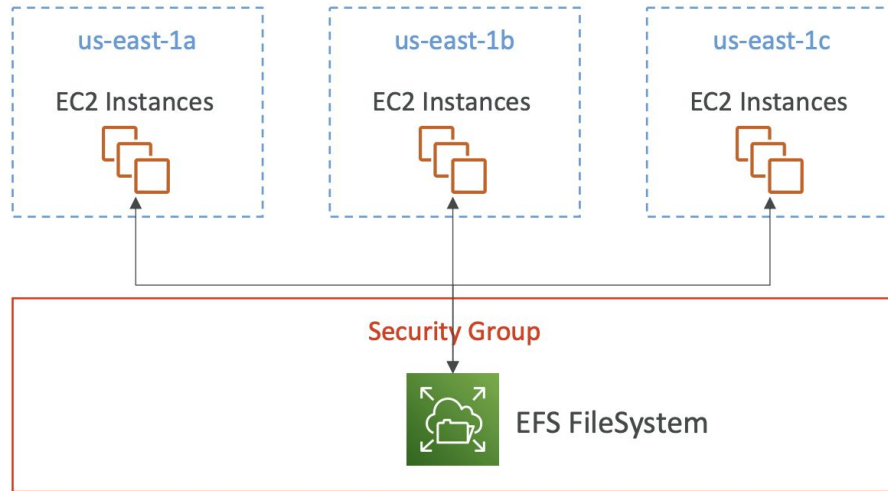 us-east-1a
us-east-1b
us-east-1c
EC2 Instances
EC2 Instances
EC2 Instances
Security Group
EFS FileSystem